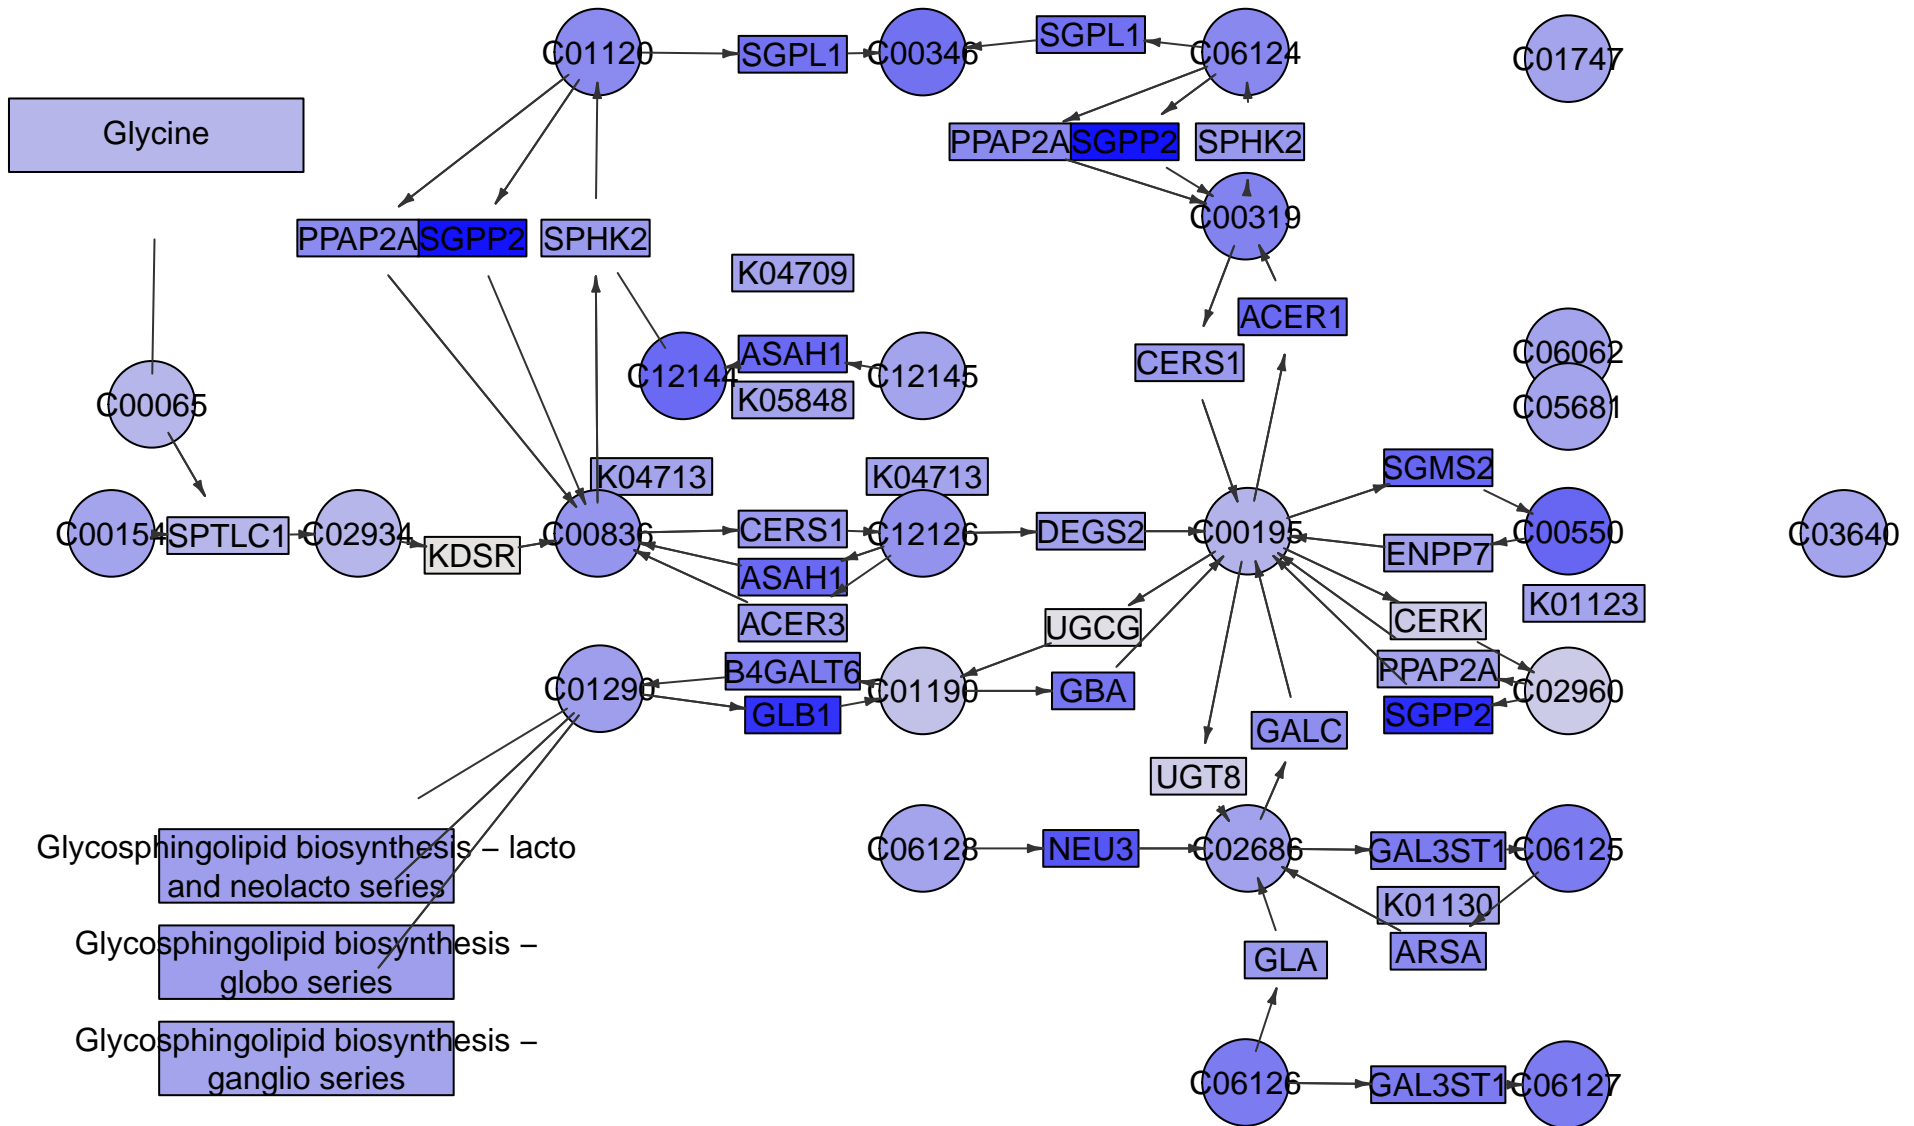 C01120
SGPL1
C00346
SGPL1
C06124
C01747
Glycine
PPAP2A
SGPP2
SPHK2
C00319
PPAP2A
SGPP2
SPHK2
K04709
ACER1
C12144
ASAH1
C12145
K05848
CERS1
C06062
C05681
C00065
K04713
K04713
SGMS2
C00154
SPTLC1
C02934
KDSR
C00836
CERS1
C12126
DEGS2
C00195
ENPP7
C00550
C03640
ASAH1
ACER3
K01123
UGCG
CERK
B4GALT6
PPAP2A
C01290
C01190
GBA
C02960
GLB1
SGPP2
GALC
UGT8
Glycosphingolipid biosynthesis – lacto
and neolacto series
C06128
NEU3
C02686
GAL3ST1
C06125
K01130
Glycosphingolipid biosynthesis –
globo series
GLA
ARSA
Glycosphingolipid biosynthesis –
ganglio series
C06126
GAL3ST1
C06127